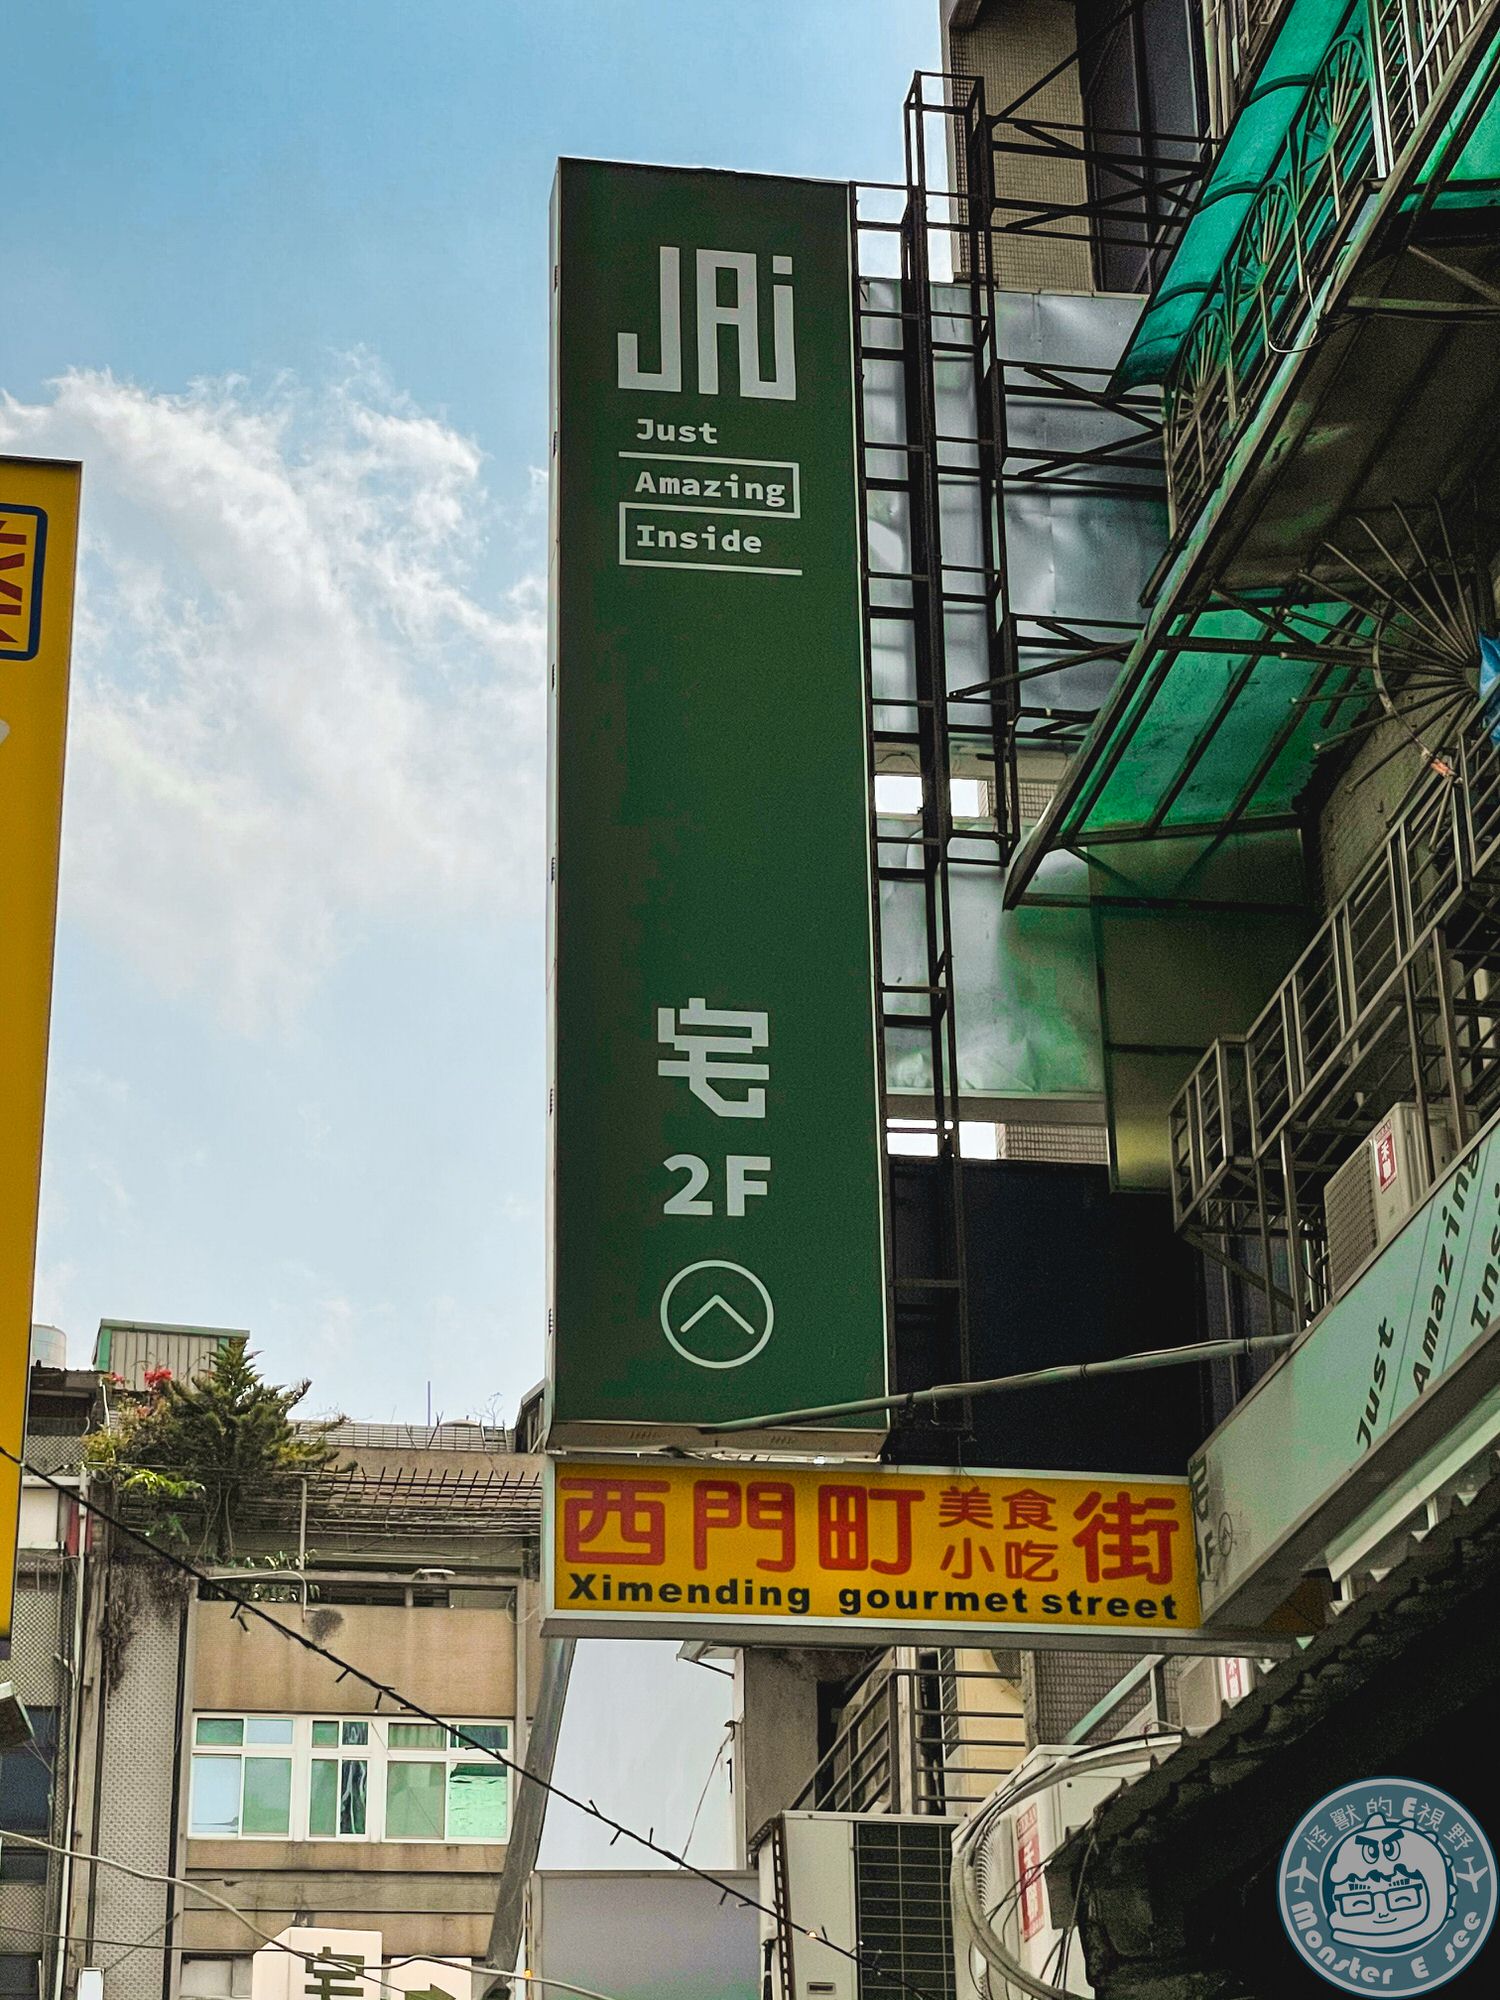 JAi
Just
Amazing
Inside
宅
2F
西門町美食小吃街
Ximending gourmet street
Just
Amazing
宅
怪獸的E視野
Monster E see